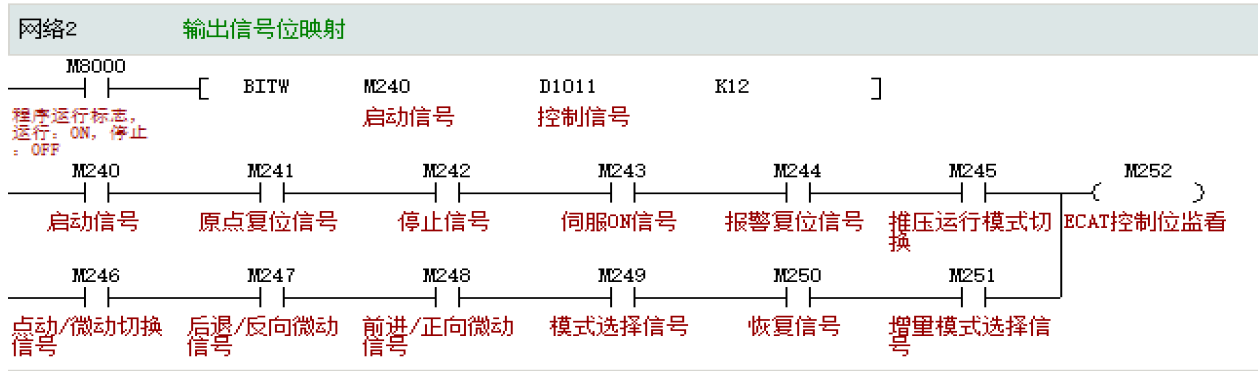 网络2 输出信号位映射
M8000
BITW M240 D1011 K12
启动信号 控制信号
程序运行标志，
运行：ON，停止
：OFF
M240 M241 M242 M243 M244 M245 M252
启动信号 原点复位信号 停止信号 伺服ON信号 报警复位信号 推压运行模式切 ECAT控制位监看
换
M246 M247 M248 M249 M250 M251
点动/微动切换 后退/反向微动 前进/正向微动 模式选择信号 恢复信号 增量模式选择信
信号 信号 信号 号